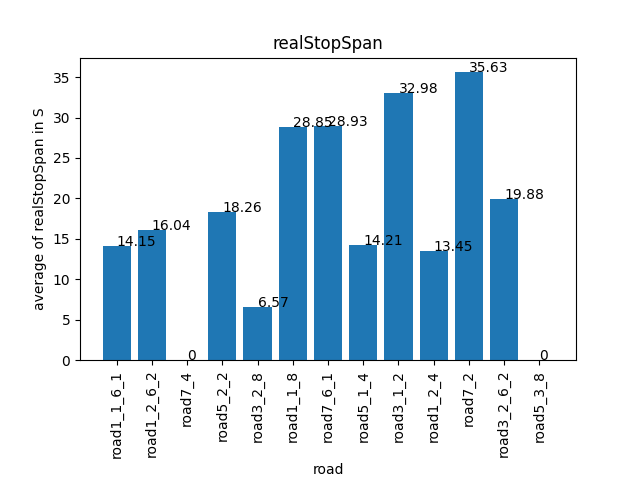 realStopSpan
average of realStopSpan in S
35
30
25
20
15
10
5
0
14.15
16.04
0
18.26
6.57
28.85
28.93
14.21
32.98
13.45
35.63
19.88
0
road1_1_6_1
road1_2_6_2
road7_4
road5_2_2
road3_2_8
road1_1_8
road7_6_1
road5_1_4
road3_1_2
road1_2_4
road7_2
road3_2_6_2
road5_3_8
road